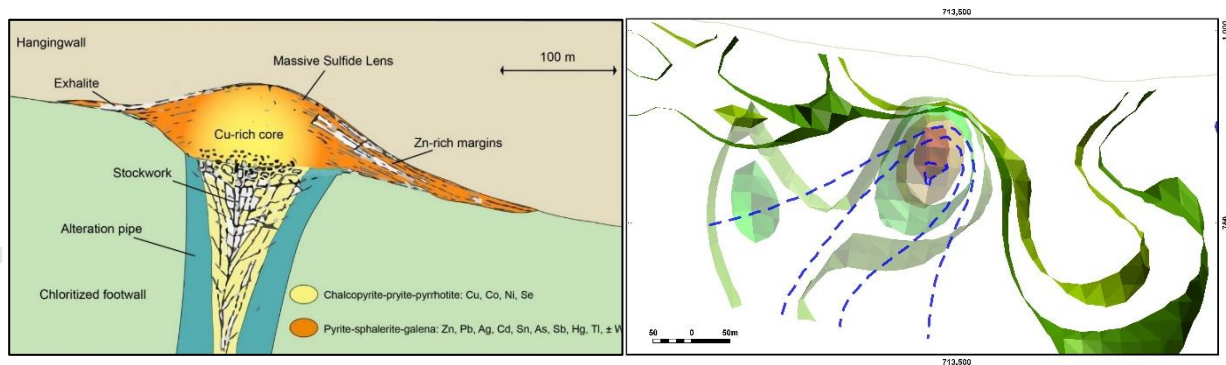 Hangingwall
100 m
Massive Sulfide Lens
Exhalite
Cu-rich core
Zn-rich margins
Stockwork
Alteration pipe
Chloritized footwall
Chalcopyrite-pryite-pyrrhotite: Cu, Co, Ni, Se
Pyrite-sphalerite-galena: Zn, Pb, Ag, Cd, Sn, As, Sb, Hg, Tl, ± W
713,500
50 0 50m
713,500